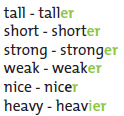 tall - taller
short - shorter
strong - stronger
weak - weaker
nice - nicer
heavy - heavier